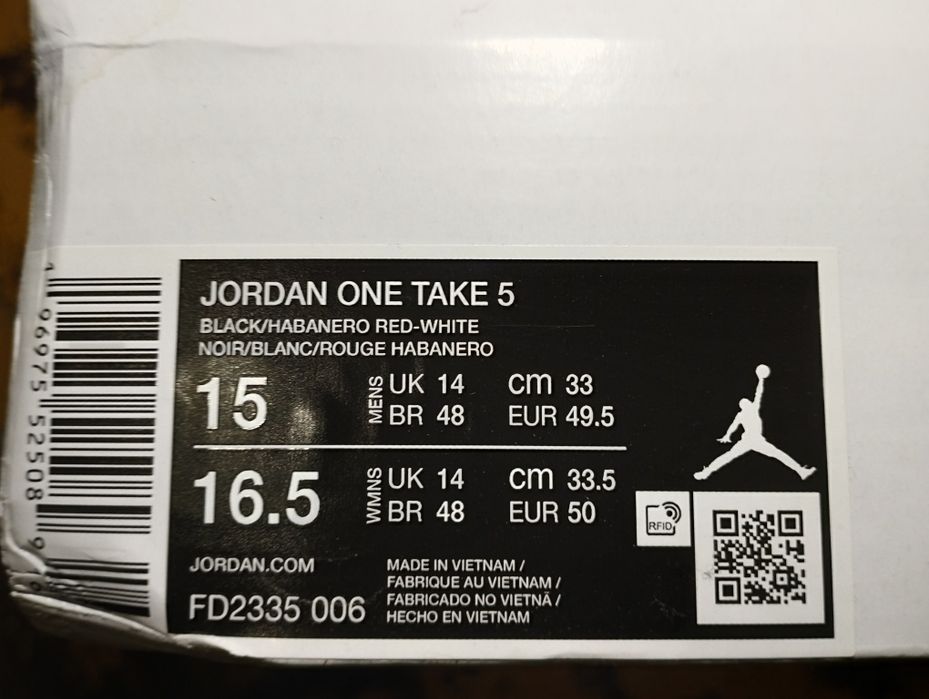 JORDAN ONE TAKE 5
BLACK/HABANERO RED-WHITE
NOIR/BLANC/ROUGE HABANERO
15 MENS UK 14 cm 33
BR 48 EUR 49.5
16.5 WMNS UK 14 cm 33.5
BR 48 EUR 50
RFID
JORDAN.COM
FD2335 006
MADE IN VIETNAM /
FABRIQUE AU VIETNAM /
FABRICADO NO VIETNÃ /
HECHO EN VIETNAM
96975 52508